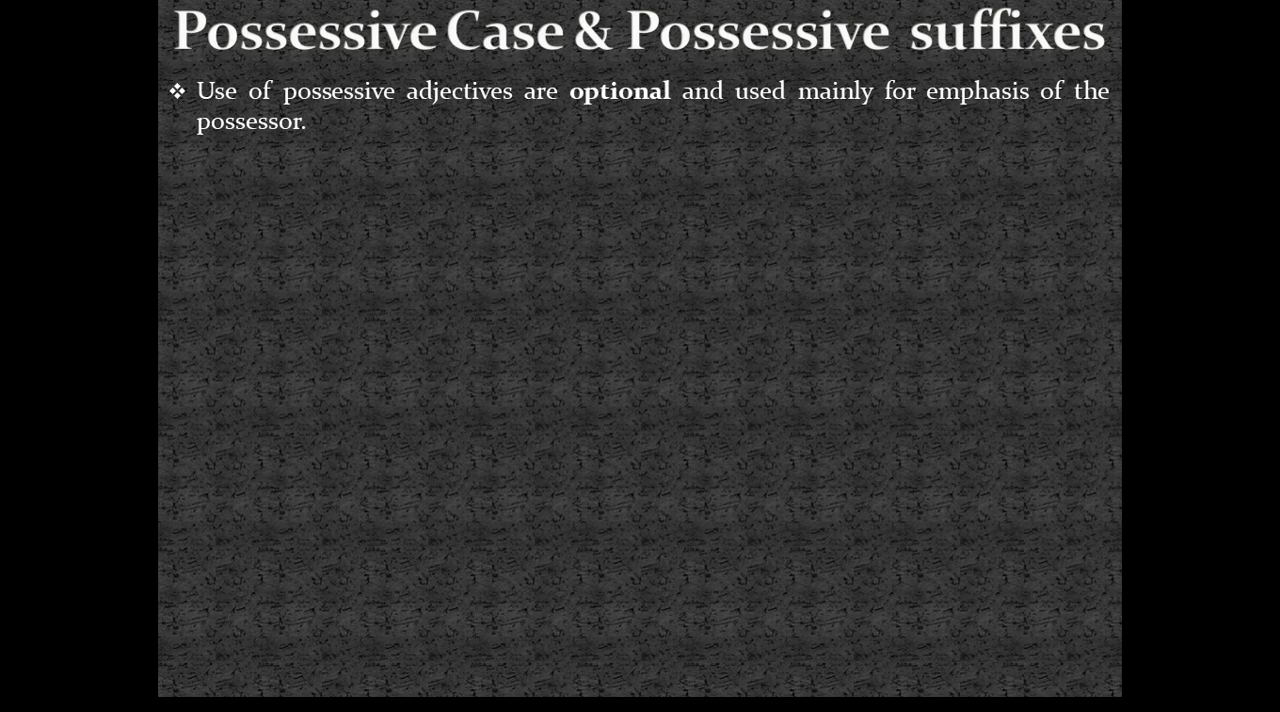 Possessive Case & Possessive suffixes
❖ Use of possessive adjectives are optional and used mainly for emphasis of the
possessor.